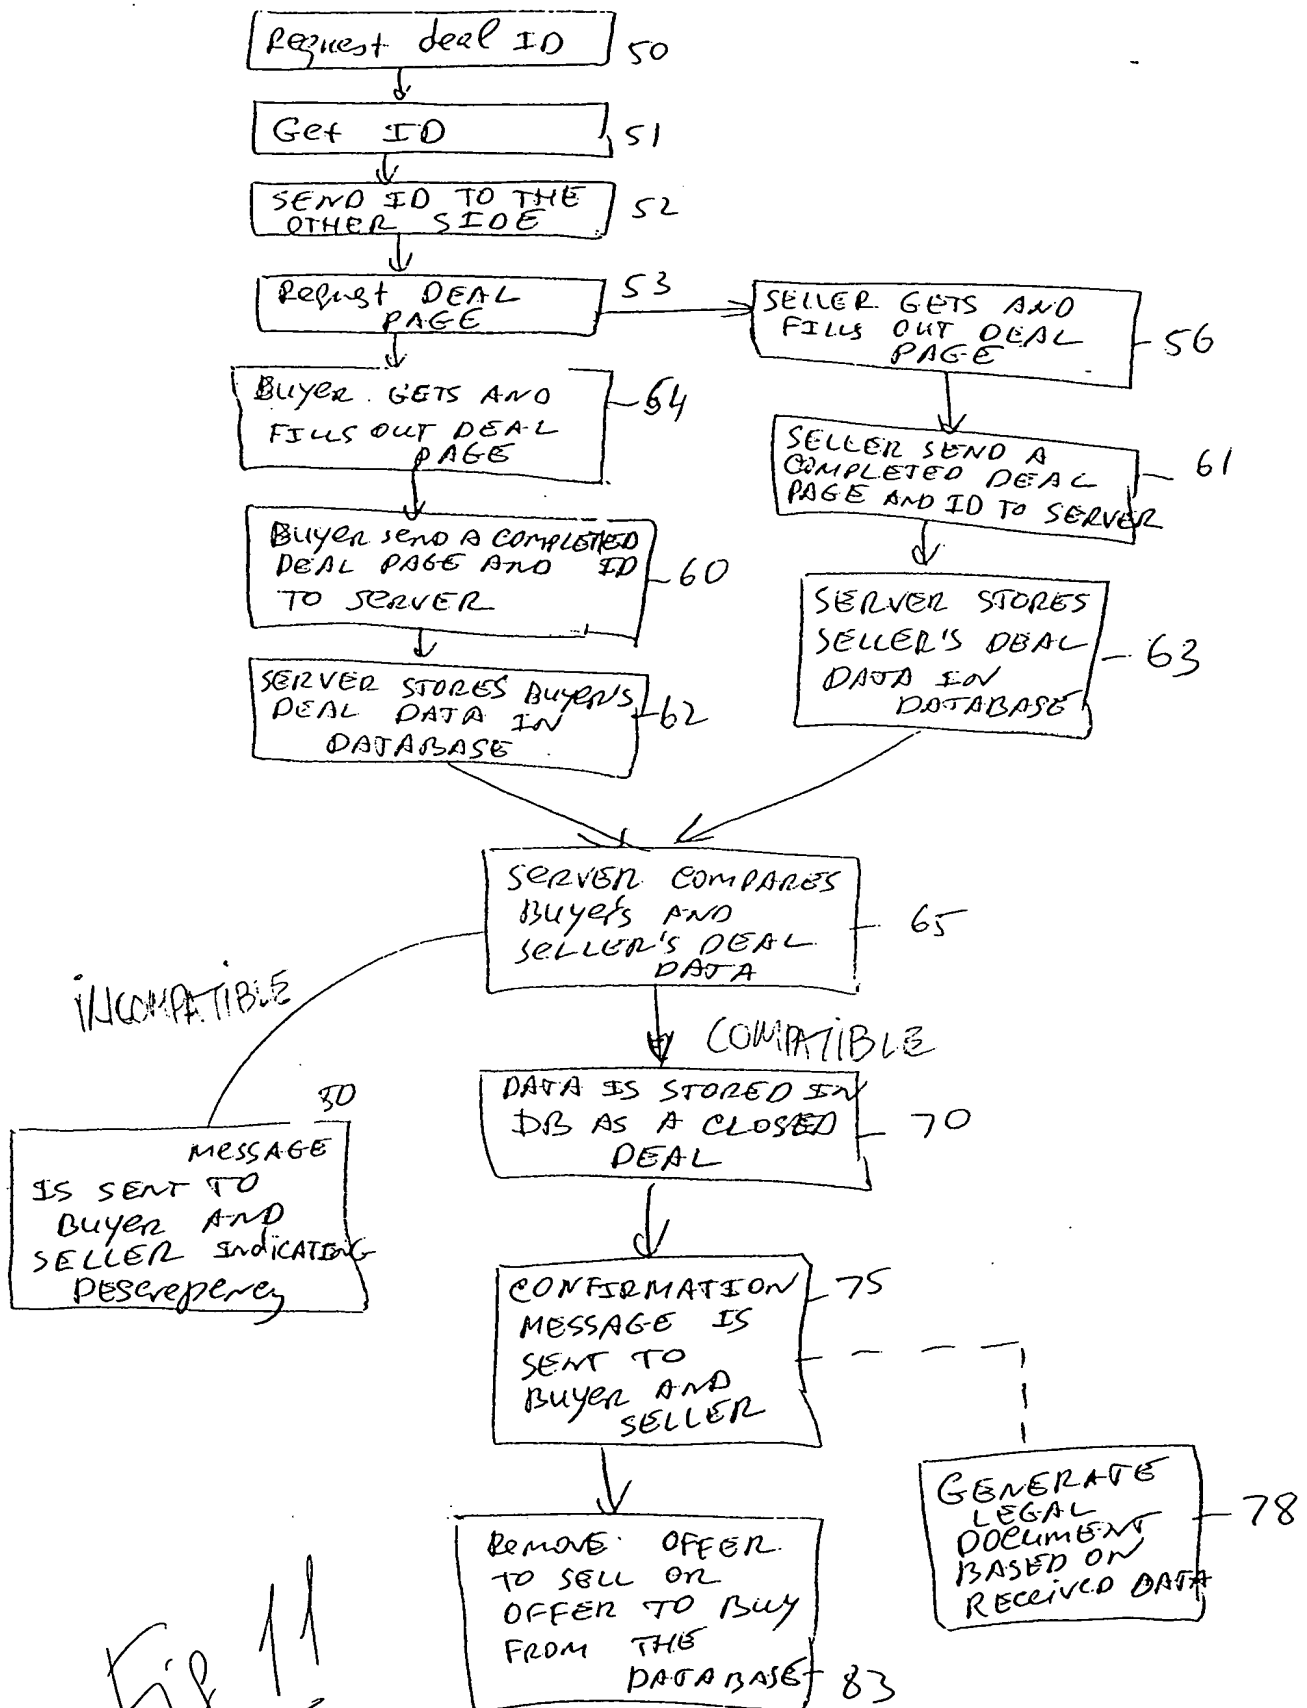 Request deal ID
50
Get ID
51
SEND ID TO THE
OTHER SIDE
52
Request DEAL
PAGE
53
SELLER GETS AND
FILLS OUT DEAL
PAGE
56
BUYER GETS AND
FILLS OUT DEAL
PAGE
54
SELLER SEND A
COMPLETED DEAL
PAGE AND ID TO SERVER
61
BUYER SEND A COMPLETED
DEAL PAGE AND ID
TO SERVER
60
SERVER STORES
SELLER'S DEAL
DATA IN
DATABASE
63
SERVER STORES BUYER'S
DEAL DATA IN
DATABASE
62
SERVER COMPARES
BUYER'S AND
SELLER'S DEAL
DATA
65
INCOMPATIBLE
COMPATIBLE
80
MESSAGE
IS SENT TO
BUYER AND
SELLER INDICATING
DESCREPENCY
DATA IS STORED IN
DB AS A CLOSED
DEAL
70
CONFIRMATION
MESSAGE IS
SENT TO
BUYER AND
SELLER
75
GENERATE
LEGAL
DOCUMENT
BASED ON
RECEIVED DATA
78
REMOVE OFFER
TO SELL OR
OFFER TO BUY
FROM THE
DATABASE
83
Fig 11